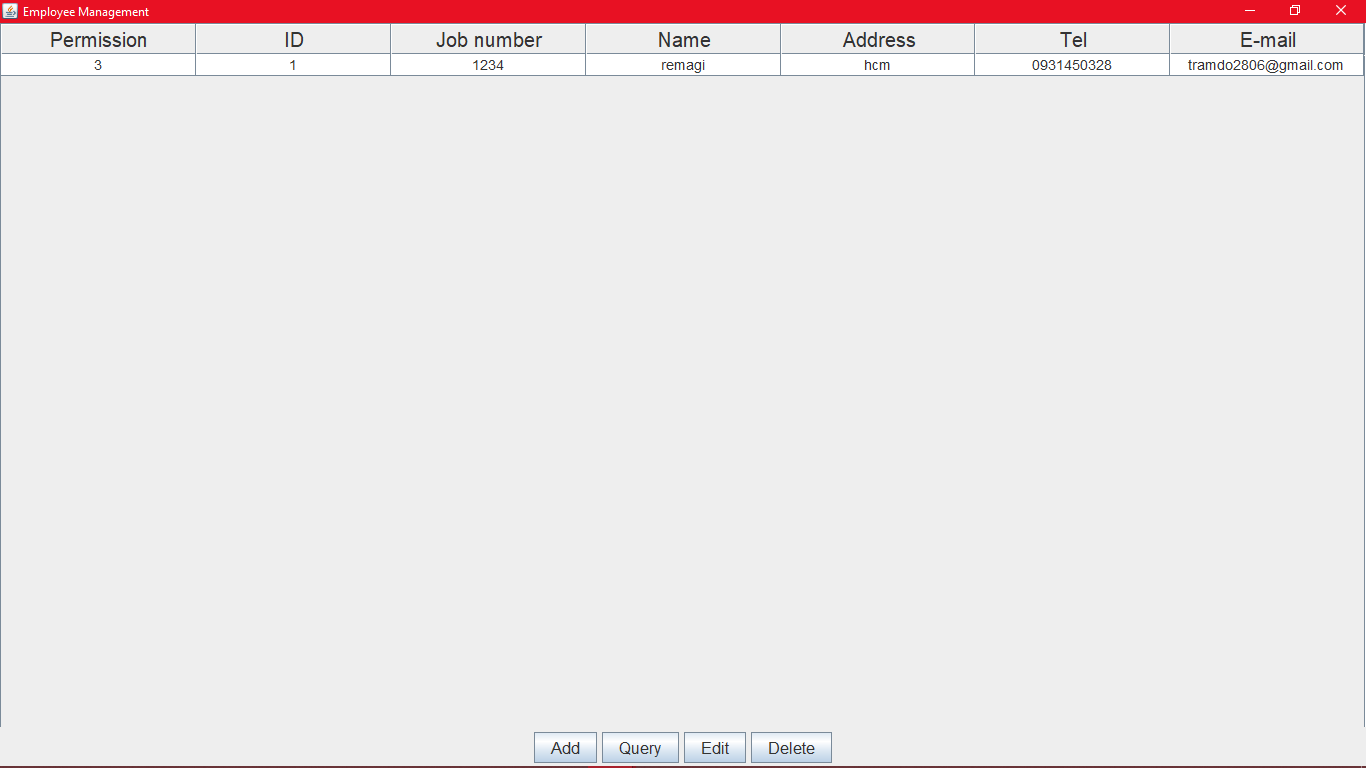 Employee Management
Permission ID Job number Name Address Tel E-mail
3 1 1234 remagi hcm 0931450328 tramdo2806@gmail.com
Add Query Edit Delete